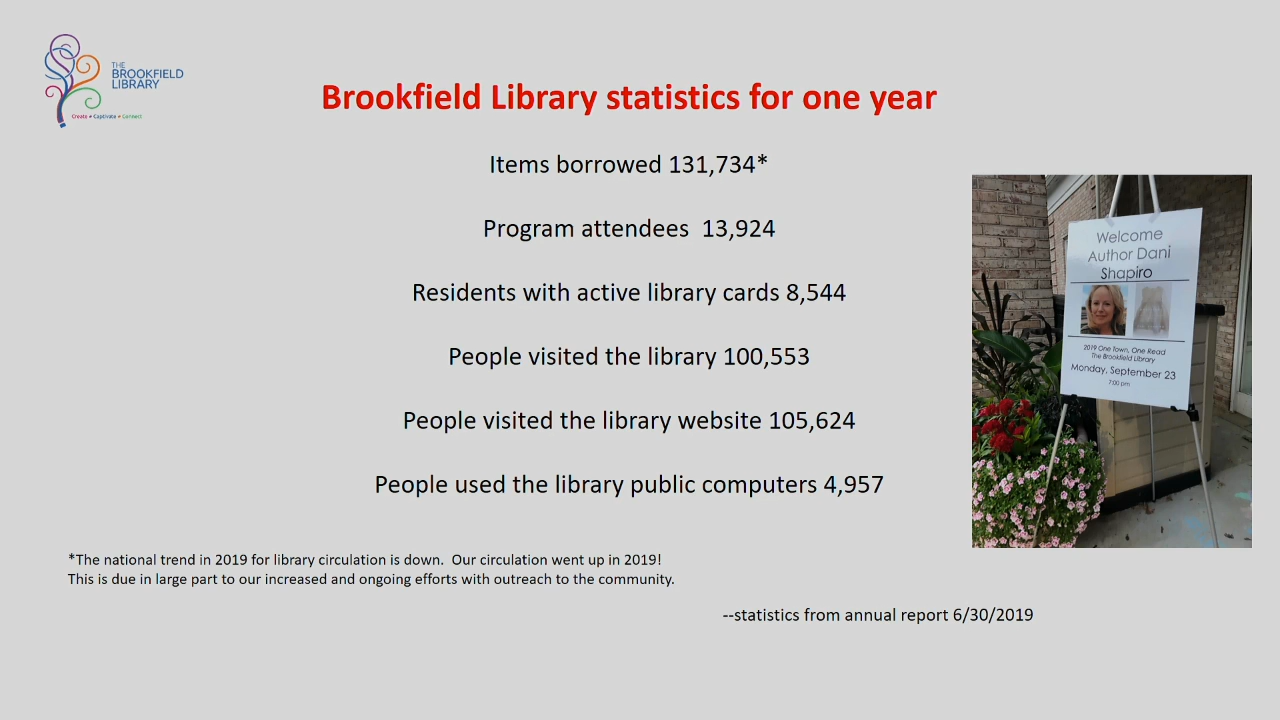 THE
BROOKFIELD
LIBRARY
Create • Captivate • Connect
Brookfield Library statistics for one year
Items borrowed 131,734*
Program attendees  13,924
Residents with active library cards 8,544
People visited the library 100,553
People visited the library website 105,624
People used the library public computers 4,957
Welcome
Author Dani
Shapiro
2019 One Town, One Read
The Brookfield Library
Monday, September 23
7:00 pm
*The national trend in 2019 for library circulation is down.  Our circulation went up in 2019!
This is due in large part to our increased and ongoing efforts with outreach to the community.
--statistics from annual report 6/30/2019